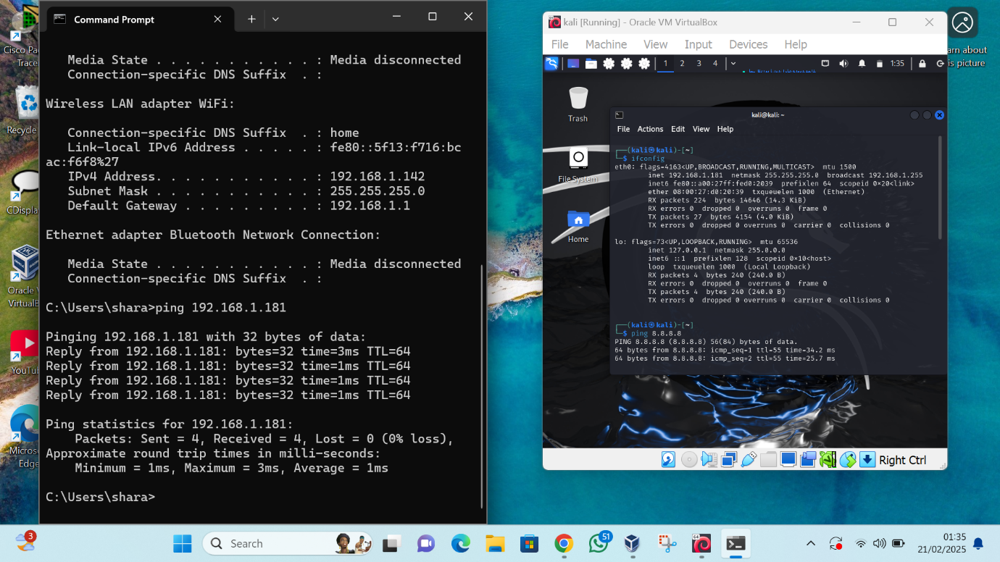 Command Prompt
Media State . . . . . . . . . . . : Media disconnected
Connection-specific DNS Suffix  . :
Wireless LAN adapter WiFi:
Connection-specific DNS Suffix  . : home
Link-local IPv6 Address . . . . . : fe80::5f13:f716:bc
ac:f6f8%27
IPv4 Address. . . . . . . . . . . : 192.168.1.142
Subnet Mask . . . . . . . . . . . : 255.255.255.0
Default Gateway . . . . . . . . . : 192.168.1.1
Ethernet adapter Bluetooth Network Connection:
Media State . . . . . . . . . . . : Media disconnected
Connection-specific DNS Suffix  . :
C:\Users\shara>ping 192.168.1.181
Pinging 192.168.1.181 with 32 bytes of data:
Reply from 192.168.1.181: bytes=32 time=3ms TTL=64
Reply from 192.168.1.181: bytes=32 time=1ms TTL=64
Reply from 192.168.1.181: bytes=32 time=1ms TTL=64
Reply from 192.168.1.181: bytes=32 time=1ms TTL=64
Ping statistics for 192.168.1.181:
Packets: Sent = 4, Received = 4, Lost = 0 (0% loss),
Approximate round trip times in milli-seconds:
Minimum = 1ms, Maximum = 3ms, Average = 1ms
C:\Users\shara>
Cisco Pac
Trace
Recycle
CDispla
Oracle V
VirtualB
YouTu
Micros
Edge
kali [Running] - Oracle VM VirtualBox
File Machine View Input Devices Help
1 2 3 4 1:35
Trash
File System
Home
kali@kali: ~
File Actions Edit View Help
(kali㉿kali)-[~]
$ ifconfig
eth0: flags=4163<UP,BROADCAST,RUNNING,MULTICAST>  mtu 1500
inet 192.168.1.181  netmask 255.255.255.0  broadcast 192.168.1.255
inet6 fe80::a00:27ff:fed0:2039  prefixlen 64  scopeid 0×20<link>
ether 08:00:27:d0:20:39  txqueuelen 1000  (Ethernet)
RX packets 224  bytes 14646 (14.3 KiB)
RX errors 0  dropped 0  overruns 0  frame 0
TX packets 27  bytes 4154 (4.0 KiB)
TX errors 0  dropped 0 overruns 0  carrier 0  collisions 0
lo: flags=73<UP,LOOPBACK,RUNNING>  mtu 65536
inet 127.0.0.1  netmask 255.0.0.0
inet6 ::1  prefixlen 128  scopeid 0×10<host>
loop  txqueuelen 1000  (Local Loopback)
RX packets 4  bytes 240 (240.0 B)
RX errors 0  dropped 0  overruns 0  frame 0
TX packets 4  bytes 240 (240.0 B)
TX errors 0  dropped 0 overruns 0  carrier 0  collisions 0
(kali㉿kali)-[~]
$ ping 8.8.8.8
PING 8.8.8.8 (8.8.8.8) 56(84) bytes of data.
64 bytes from 8.8.8.8: icmp_seq=1 ttl=55 time=34.2 ms
64 bytes from 8.8.8.8: icmp_seq=2 ttl=55 time=25.7 ms
Right Ctrl
arn about
is picture
3
Search
51
64
01:35
21/02/2025